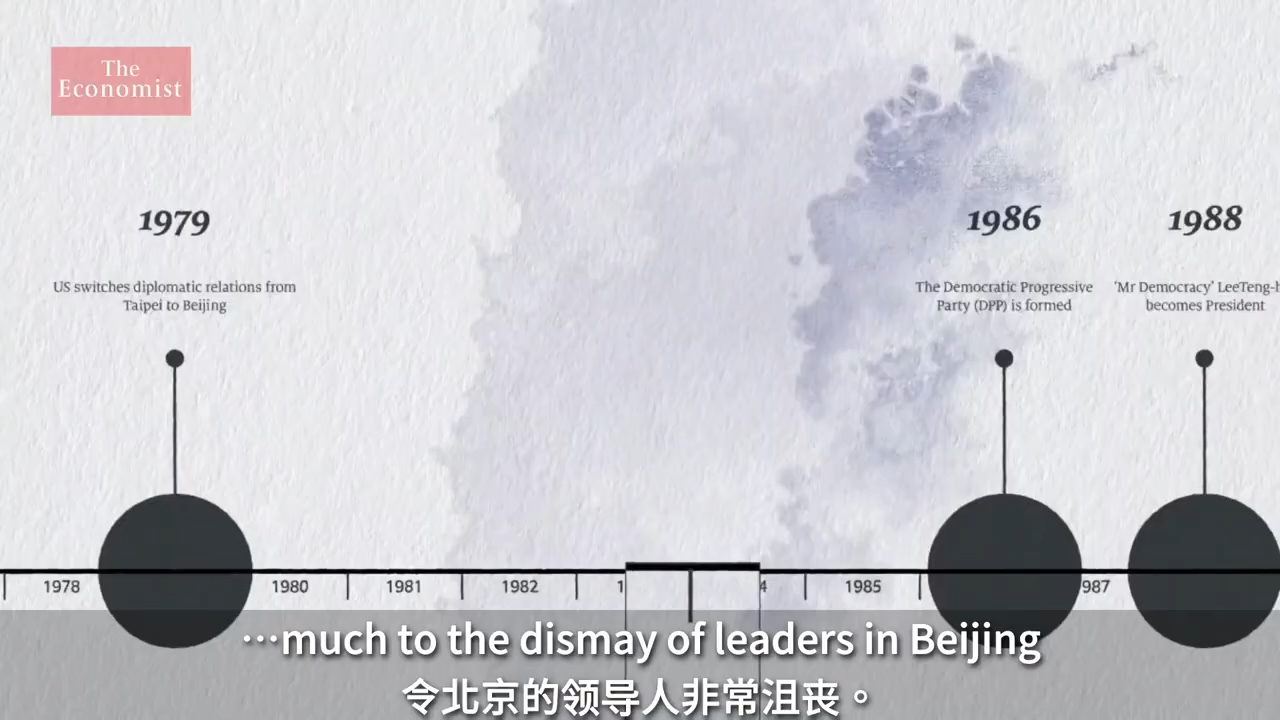 The
Economist
1979
US switches diplomatic relations from
Taipei to Beijing
1986
The Democratic Progressive
Party (DPP) is formed
1988
'Mr Democracy' LeeTeng-h
becomes President
1978
1980
1981
1982
1
4
1985
987
…much to the dismay of leaders in Beijing
令北京的领导人非常沮丧。